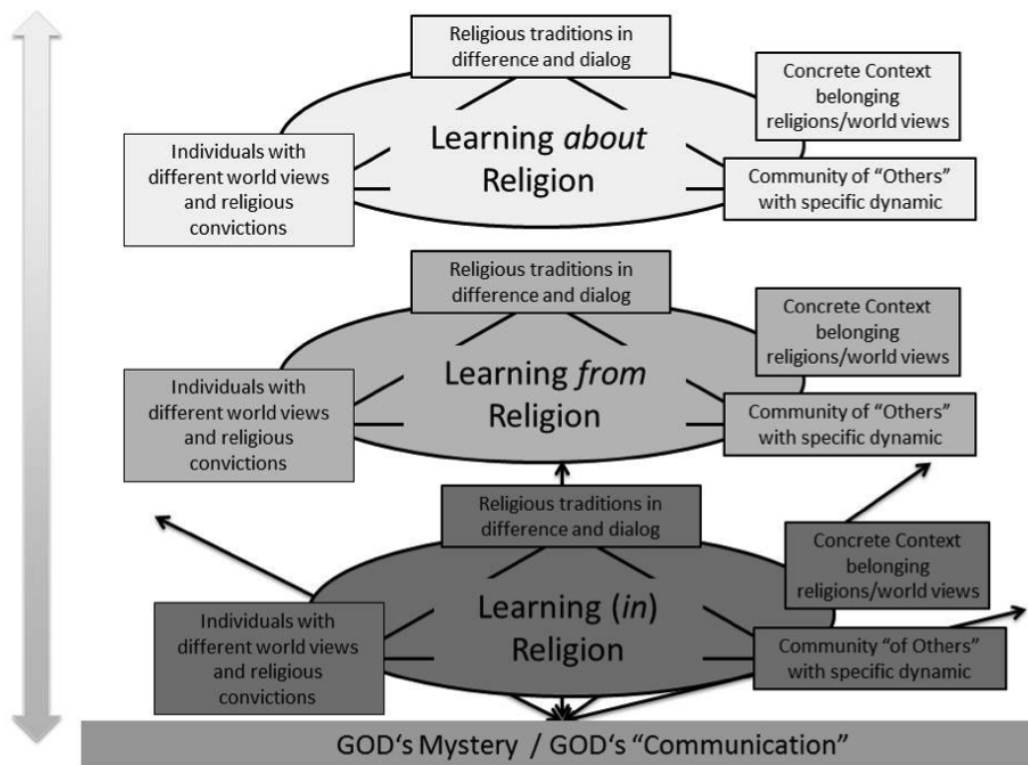 Religious traditions in
difference and dialog
Concrete Context
belonging
religions/world views
Learning about
Religion
Individuals with
different world views
and religious
convictions
Community of “Others”
with specific dynamic
Religious traditions in
difference and dialog
Concrete Context
belonging
religions/world views
Learning from
Religion
Individuals with
different world views
and religious
convictions
Community of “Others”
with specific dynamic
Religious traditions in
difference and dialog
Concrete Context
belonging
religions/world views
Learning (in)
Religion
Individuals with
different world views
and religious
convictions
Community “of Others”
with specific dynamic
GOD‘s Mystery / GOD‘s “Communication”